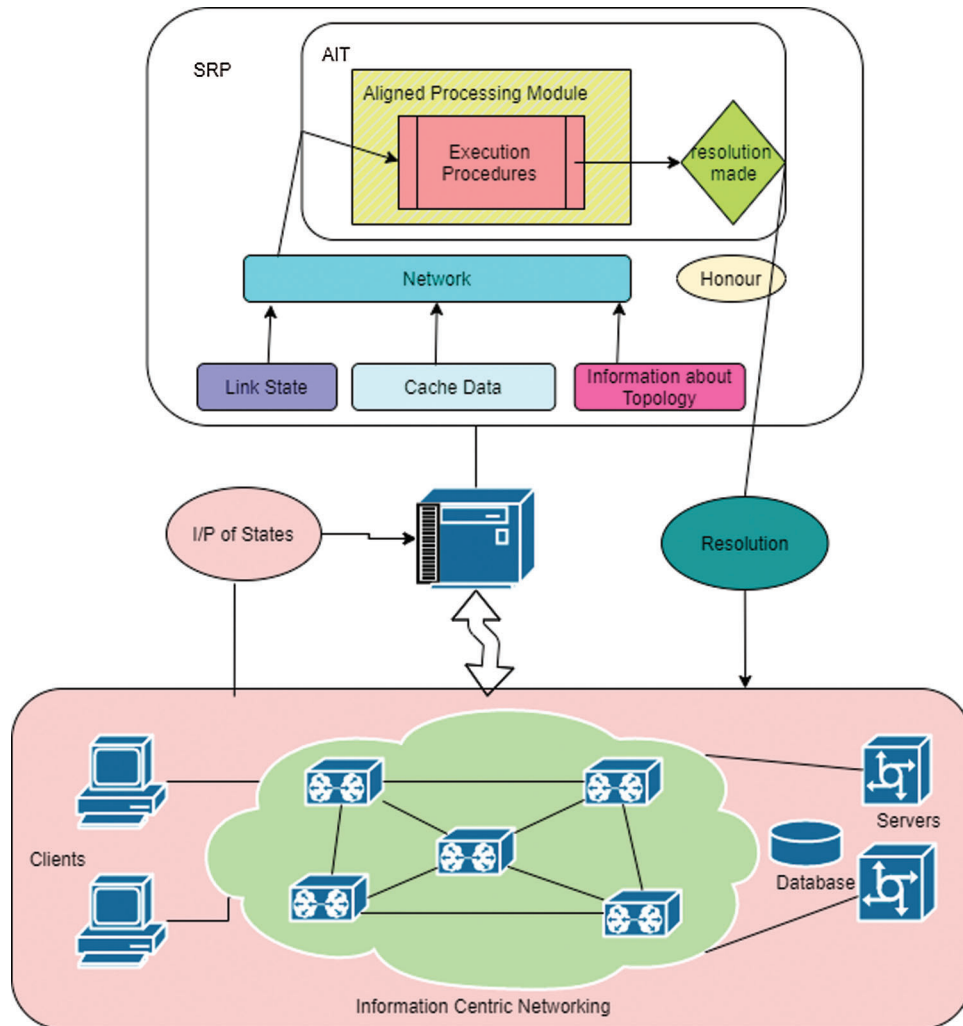 SRP
AIT
Aligned Processing Module
Execution
Procedures
resolution
made
Network
Honour
Link State
Cache Data
Information about
Topology
I/P of States
Resolution
Clients
Servers
Database
Information Centric Networking